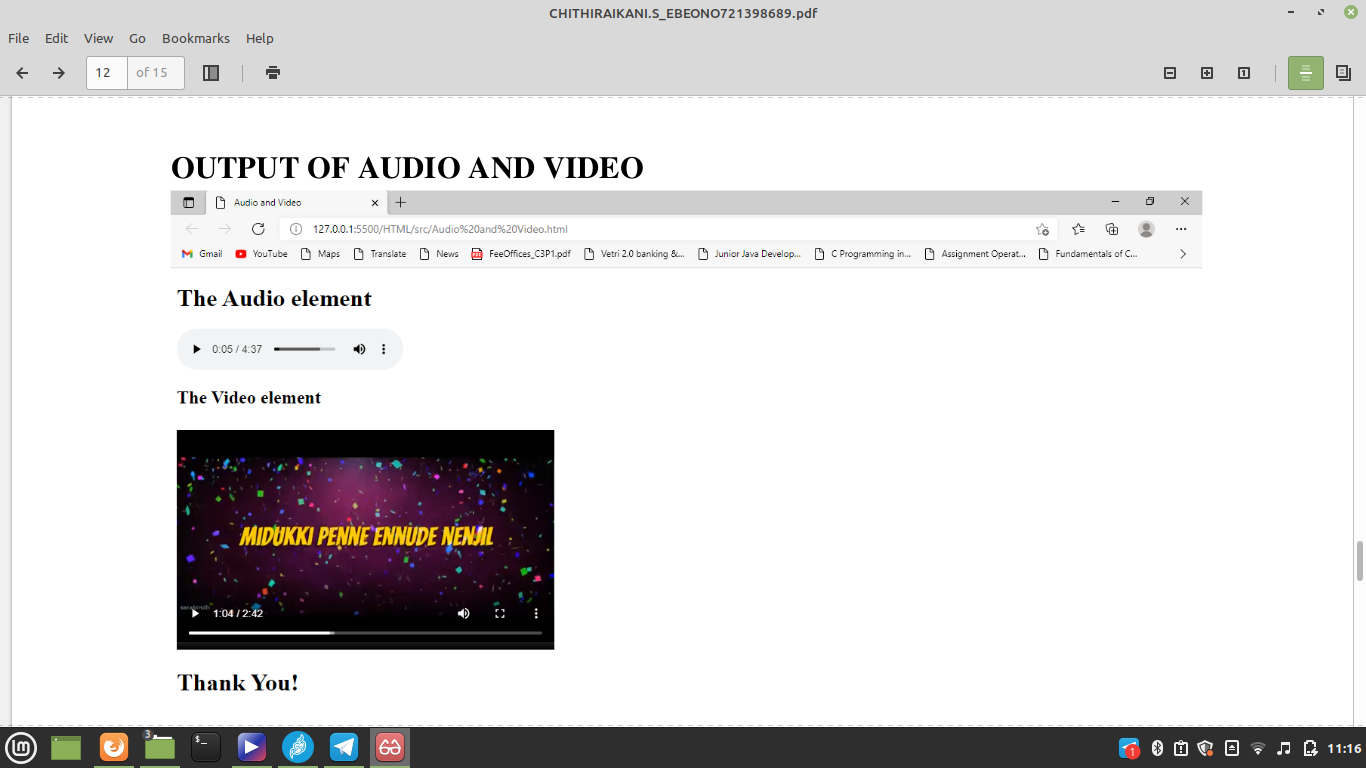 CHITHIRAIKANI.S_EBEONO721398689.pdf
File Edit View Go Bookmarks Help
12 of 15
OUTPUT OF AUDIO AND VIDEO
Audio and Video
127.0.0.1:5500/HTML/src/Audio%20and%20Video.html
Gmail YouTube Maps Translate News FeeOffices_C3P1.pdf Vetri 2.0 banking &... Junior Java Develop... C Programming in... Assignment Operat... Fundamentals of C...
The Audio element
0:05 / 4:37
The Video element
MIDUKKI PENNE ENNUDE NENJIL
1:04 / 2:42
Thank You!
3
1
11:16